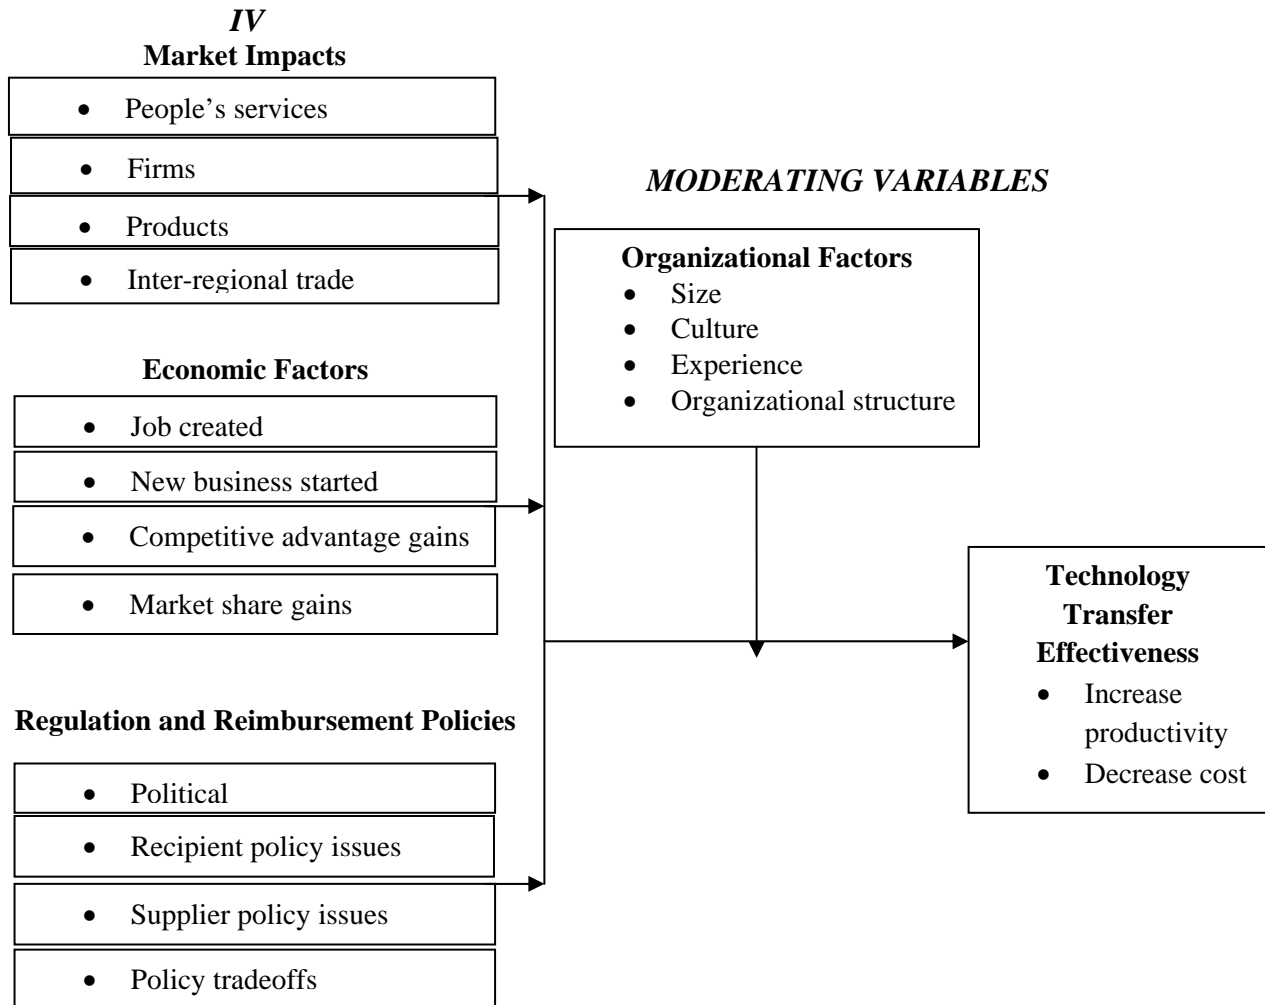 IV
Market Impacts
• People’s services
• Firms
• Products
• Inter-regional trade
Economic Factors
• Job created
• New business started
• Competitive advantage gains
• Market share gains
Regulation and Reimbursement Policies
• Political
• Recipient policy issues
• Supplier policy issues
• Policy tradeoffs
MODERATING VARIABLES
Organizational Factors
• Size
• Culture
• Experience
• Organizational structure
Technology
Transfer
Effectiveness
• Increase
productivity
• Decrease cost